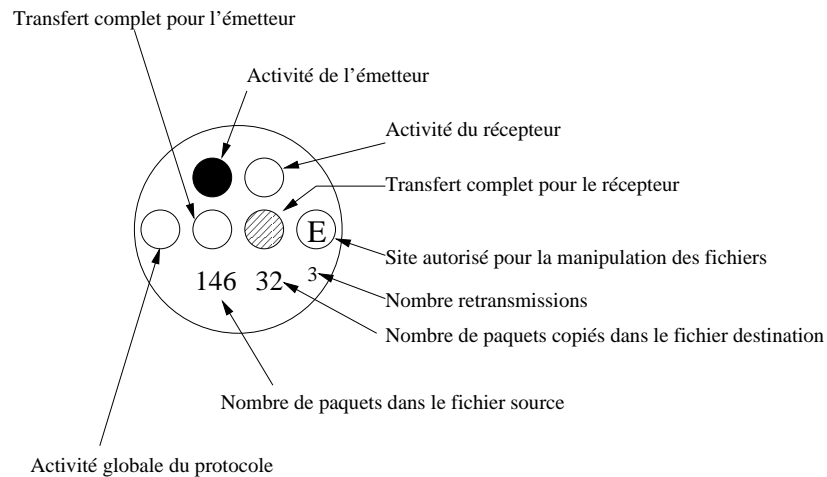 Transfert complet pour l'émetteur
Activité de l'émetteur
Activité du récepteur
Transfert complet pour le récepteur
E
Site autorisé pour la manipulation des fichiers
146 32 3
Nombre retransmissions
Nombre de paquets copiés dans le fichier destination
Nombre de paquets dans le fichier source
Activité globale du protocole